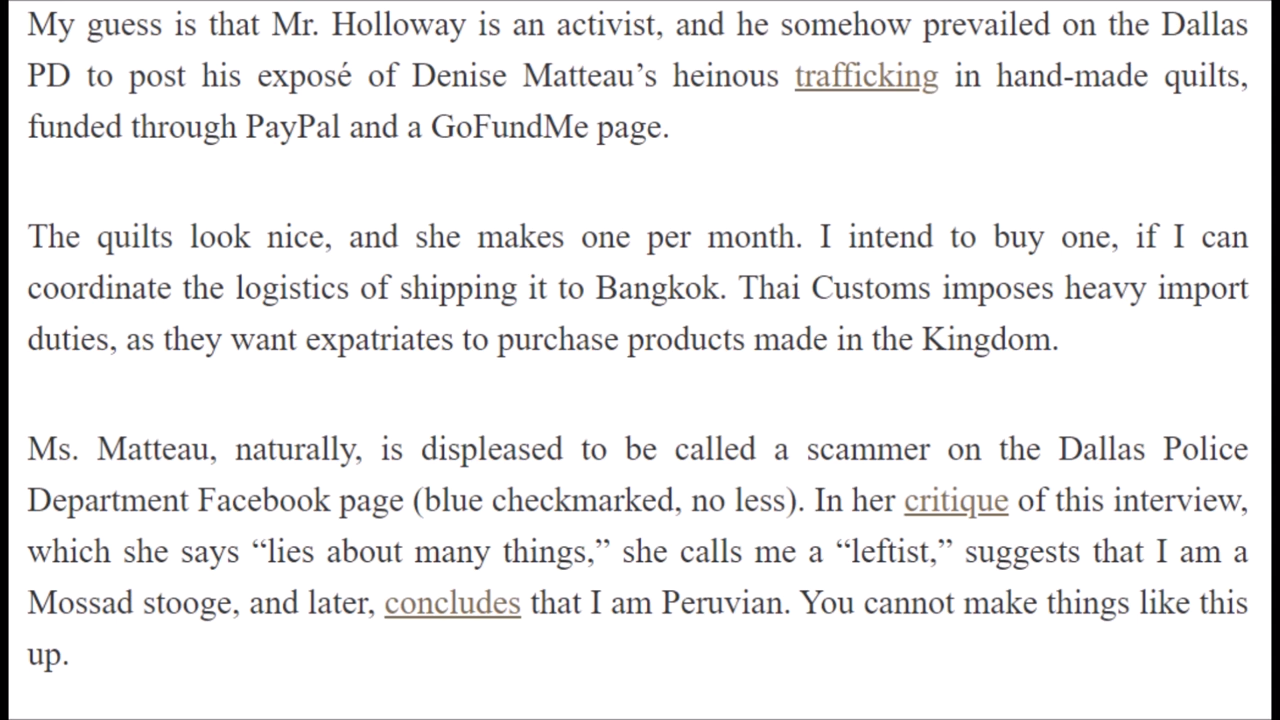 My guess is that Mr. Holloway is an activist, and he somehow prevailed on the Dallas
PD to post his exposé of Denise Matteau’s heinous trafficking in hand-made quilts,
funded through PayPal and a GoFundMe page.
The quilts look nice, and she makes one per month. I intend to buy one, if I can
coordinate the logistics of shipping it to Bangkok. Thai Customs imposes heavy import
duties, as they want expatriates to purchase products made in the Kingdom.
Ms. Matteau, naturally, is displeased to be called a scammer on the Dallas Police
Department Facebook page (blue checkmarked, no less). In her critique of this interview,
which she says “lies about many things,” she calls me a “leftist,” suggests that I am a
Mossad stooge, and later, concludes that I am Peruvian. You cannot make things like this
up.